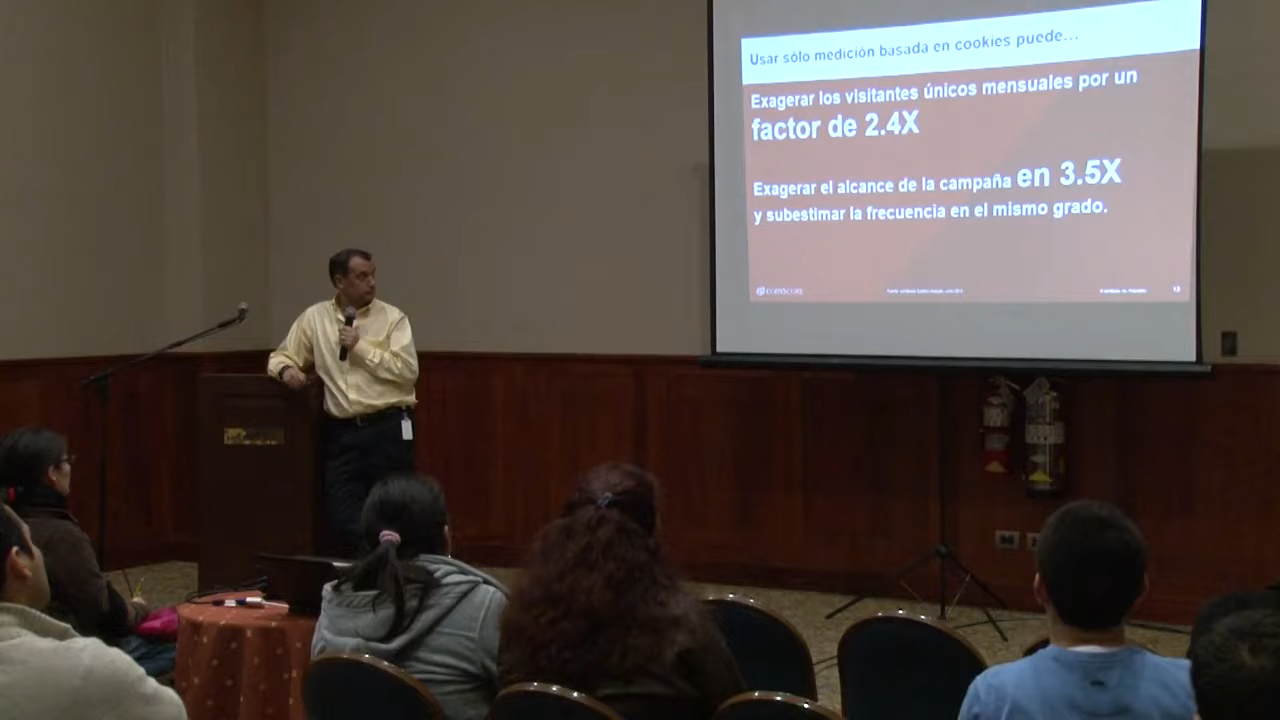 Usar sólo medición basada en cookies puede...
Exagerar los visitantes únicos mensuales por un
factor de 2.4X
Exagerar el alcance de la campaña en 3.5X
y subestimar la frecuencia en el mismo grado.
comScore